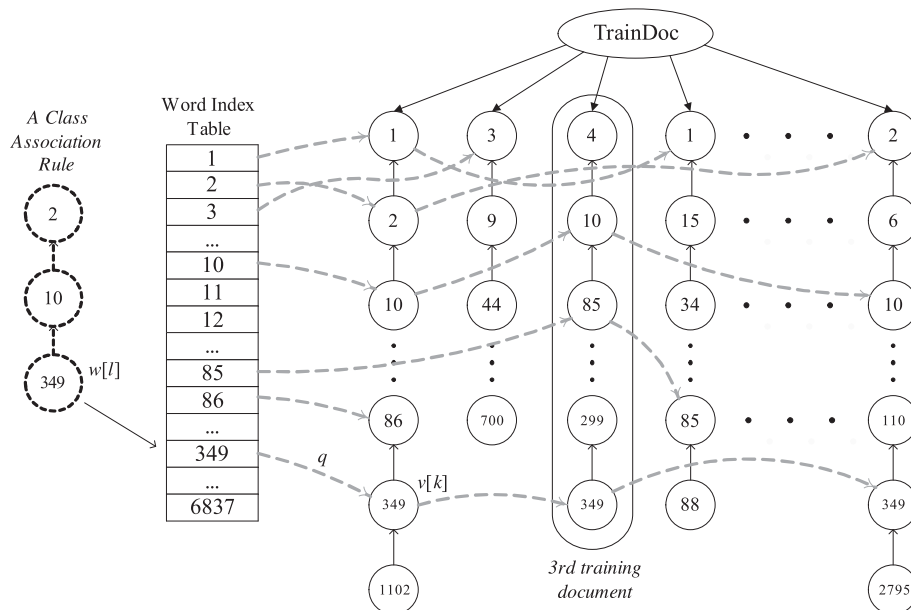 TrainDoc
A Class
Association
Rule
2
10
349
w[l]
Word Index
Table
1
2
3
...
10
11
12
...
85
86
...
349
...
6837
q
1 3 4 1 2
2 9 10 15 6
10 44 85 34 10
86 700 299 85 110
349 v[k] 349 88 349
1102 2795
3rd training
document